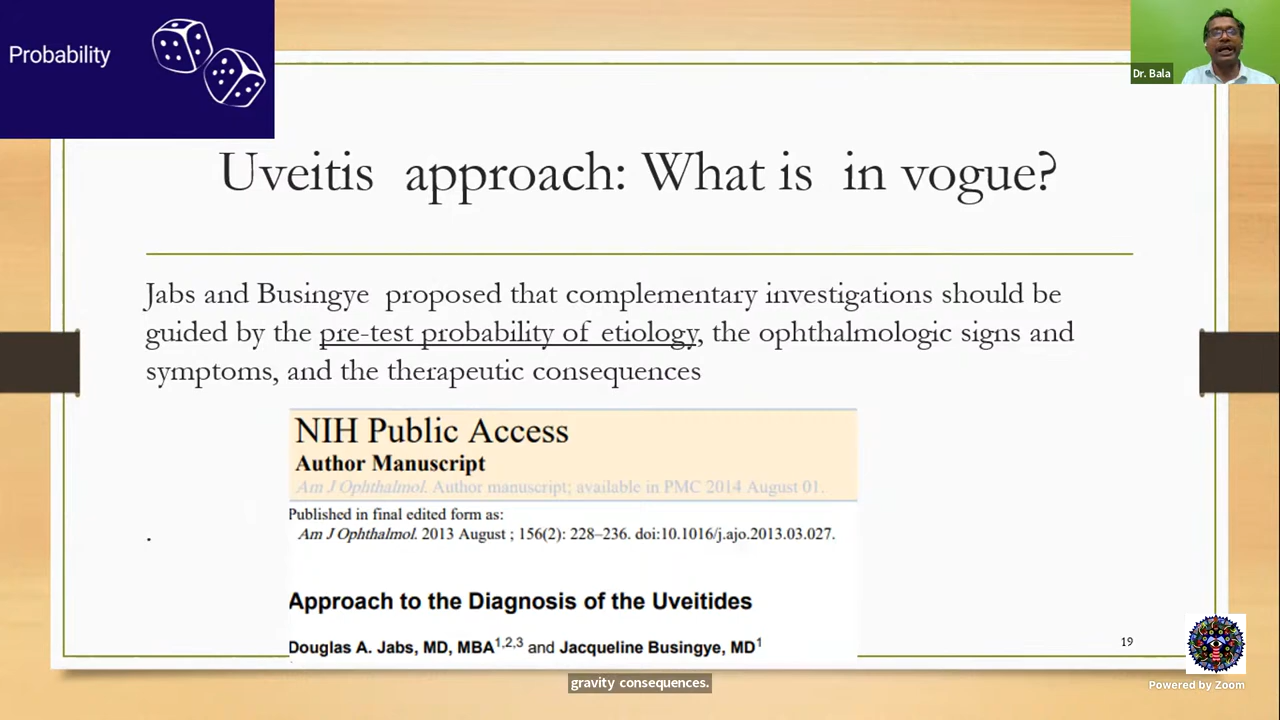 Probability
Dr. Bala
Uveitis approach: What is in vogue?
Jabs and Busingye proposed that complementary investigations should be
guided by the pre-test probability of etiology, the ophthalmologic signs and
symptoms, and the therapeutic consequences
NIH Public Access
Author Manuscript
Am J Ophthalmol. Author manuscript; available in PMC 2014 August 01.
Published in final edited form as:
Am J Ophthalmol. 2013 August ; 156(2): 228–236. doi:10.1016/j.ajo.2013.03.027.
.
Approach to the Diagnosis of the Uveitides
Douglas A. Jabs, MD, MBA1,2,3 and Jacqueline Busingye, MD1
19
gravity consequences.
Powered by Zoom